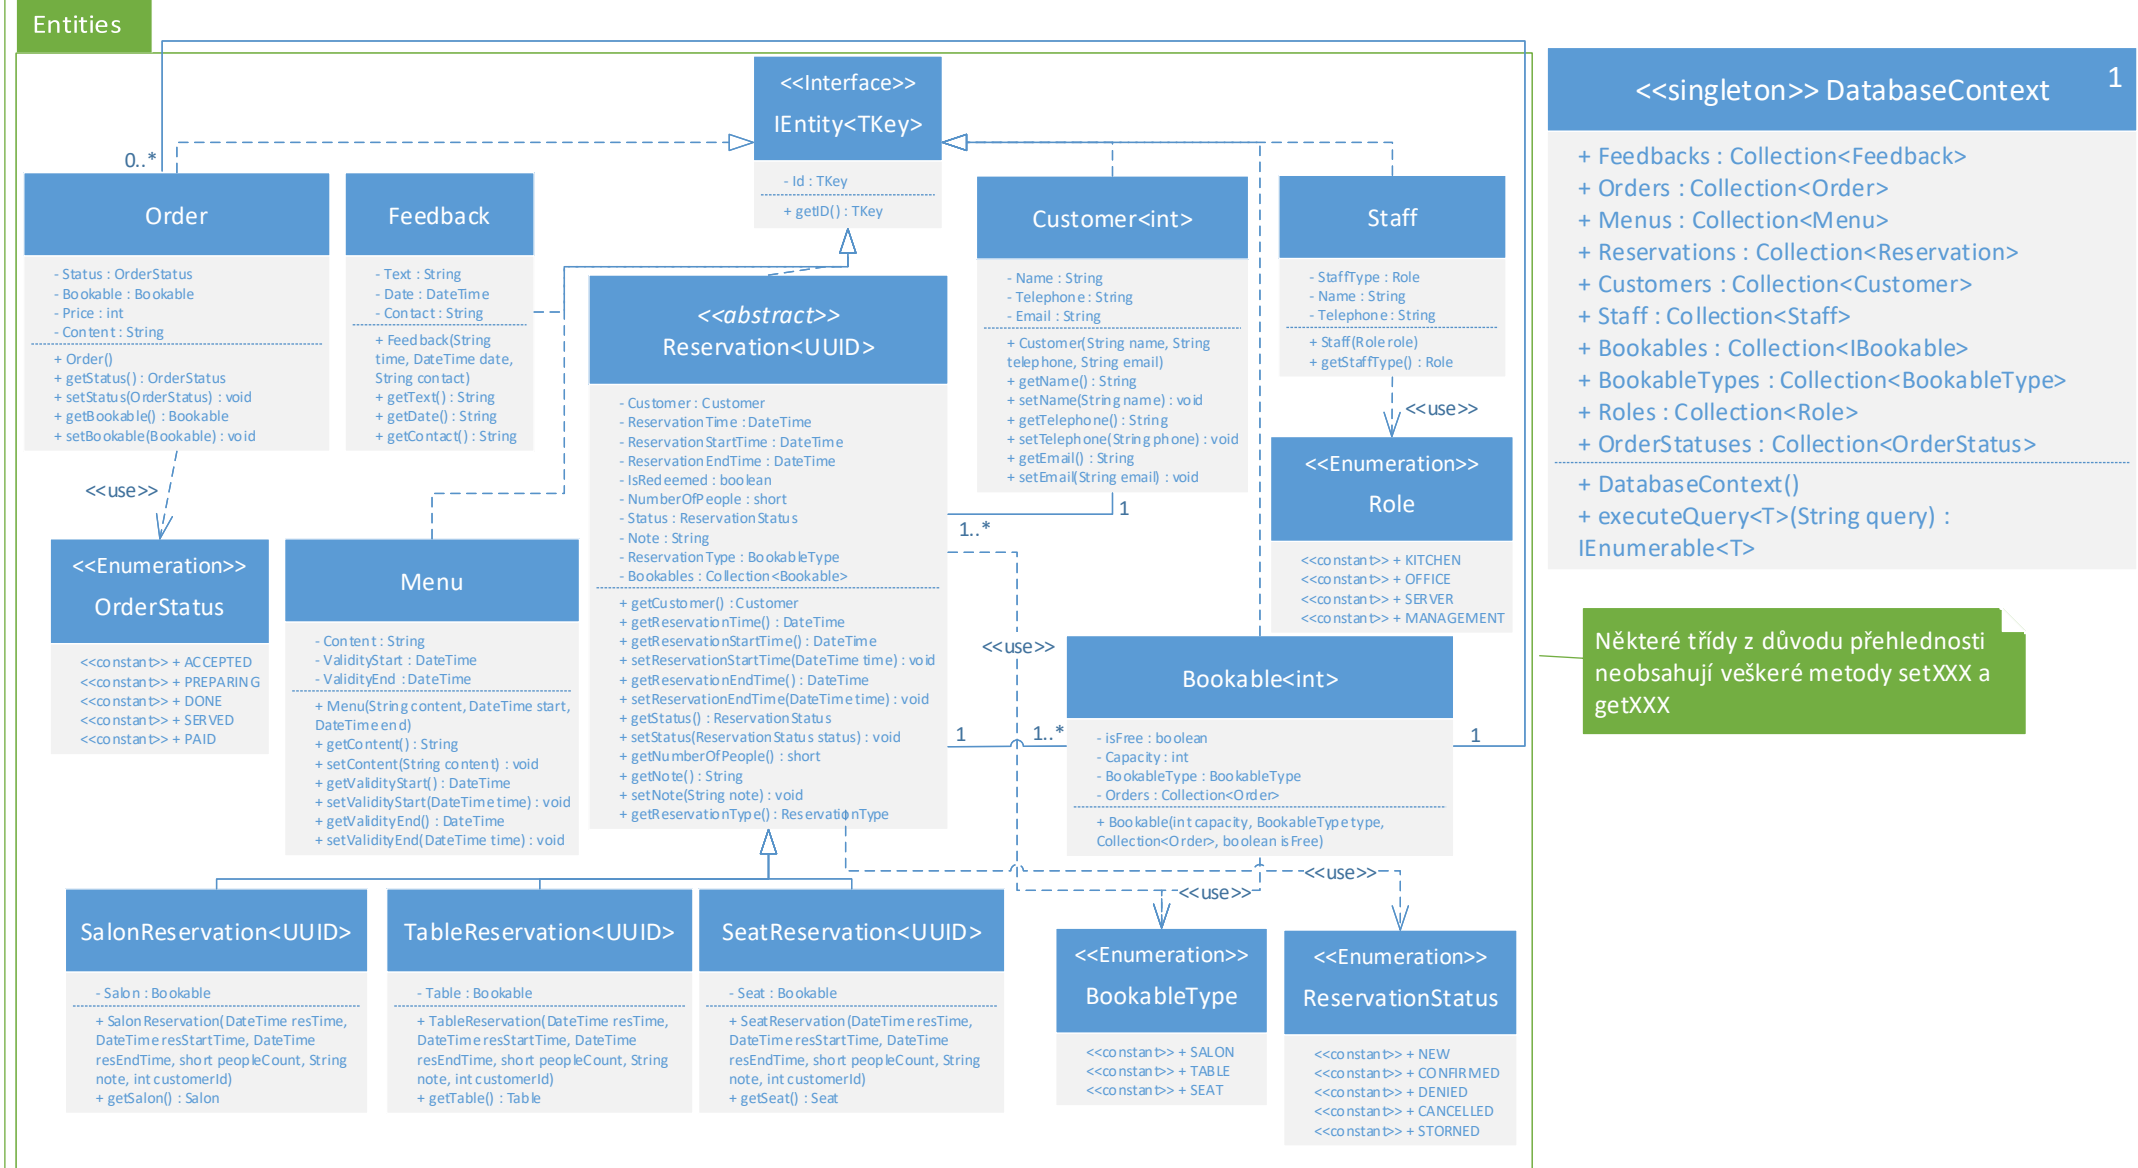 Entities
<<Interface>>
IEntity<TKey>
- Id : TKey
+ getID() : TKey
0..*
Order
- Status : OrderStatus
- Bookable : Bookable
- Price : int
- Content : String
+ Order()
+ getStatus() : OrderStatus
+ setStatus(OrderStatus) : void
+ getBookable() : Bookable
+ setBookable(Bookable) : void
Feedback
- Text : String
- Date : DateTime
- Contact : String
+ Feedback(String
time, DateTime date,
String contact)
+ getText() : String
+ getDate() : String
+ getContact() : String
<<abstract>>
Reservation<UUID>
- Customer : Customer
- ReservationTime : DateTime
- ReservationStartTime : DateTime
- ReservationEndTime : DateTime
- IsRedeemed : boolean
- NumberOfPeople : short
- Status : ReservationStatus
- Note : String
- ReservationType : BookableType
- Bookables : Collection<Bookable>
+ getCustomer() : Customer
+ getReservationTime() : DateTime
+ getReservationStartTime() : DateTime
+ setReservationStartTime(DateTime time) : void
+ getReservationEndTime() : DateTime
+ setReservationEndTime(DateTime time) : void
+ getStatus() : ReservationStatus
+ setStatus(ReservationStatus status) : void
+ getNumberOfPeople() : short
+ getNote() : String
+ setNote(String note) : void
+ getReservationType() : ReservationType
Customer<int>
- Name : String
- Telephone : String
- Email : String
+ Customer(String name, String
telephone, String email)
+ getName() : String
+ setName(String name) : void
+ getTelephone() : String
+ setTelephone(String phone) : void
+ getEmail() : String
+ setEmail(String email) : void
1
1..*
Staff
- StaffType : Role
- Name : String
- Telephone : String
+ Staff(Role role)
+ getStaffType() : Role
<<use>>
<<Enumeration>>
Role
<<constant>> + KITCHEN
<<constant>> + OFFICE
<<constant>> + SERVER
<<constant>> + MANAGEMENT
<<use>>
<<Enumeration>>
OrderStatus
<<constant>> + ACCEPTED
<<constant>> + PREPARING
<<constant>> + DONE
<<constant>> + SERVED
<<constant>> + PAID
Menu
- Content : String
- ValidityStart : DateTime
- ValidityEnd : DateTime
+ Menu(String content, DateTime start,
DateTime end)
+ getContent() : String
+ setContent(String content) : void
+ getValidityStart() : DateTime
+ setValidityStart(DateTime time) : void
+ getValidityEnd() : DateTime
+ setValidityEnd(DateTime time) : void
<<use>>
1
1..*
Bookable<int>
- isFree : boolean
- Capacity : int
- BookableType : BookableType
- Orders : Collection<Order>
+ Bookable(int capacity, BookableType type,
Collection<Order>, boolean isFree)
1
<<use>>
<<use>>
SalonReservation<UUID>
- Salon : Bookable
+ SalonReservation(DateTime resTime,
DateTime resStartTime, DateTime
resEndTime, short peopleCount, String
note, int customerId)
+ getSalon() : Salon
TableReservation<UUID>
- Table : Bookable
+ TableReservation(DateTime resTime,
DateTime resStartTime, DateTime
resEndTime, short peopleCount, String
note, int customerId)
+ getTable() : Table
SeatReservation<UUID>
- Seat : Bookable
+ SeatReservation(DateTime resTime,
DateTime resStartTime, DateTime
resEndTime, short peopleCount, String
note, int customerId)
+ getSeat() : Seat
<<Enumeration>>
BookableType
<<constant>> + SALON
<<constant>> + TABLE
<<constant>> + SEAT
<<Enumeration>>
ReservationStatus
<<constant>> + NEW
<<constant>> + CONFIRMED
<<constant>> + DENIED
<<constant>> + CANCELLED
<<constant>> + STORNED
<<singleton>> DatabaseContext
1
+ Feedbacks : Collection<Feedback>
+ Orders : Collection<Order>
+ Menus : Collection<Menu>
+ Reservations : Collection<Reservation>
+ Customers : Collection<Customer>
+ Staff : Collection<Staff>
+ Bookables : Collection<IBookable>
+ BookableTypes : Collection<BookableType>
+ Roles : Collection<Role>
+ OrderStatuses : Collection<OrderStatus>
+ DatabaseContext()
+ executeQuery<T>(String query) :
IEnumerable<T>
Některé třídy z důvodu přehlednosti
neobsahují veškeré metody setXXX a
getXXX